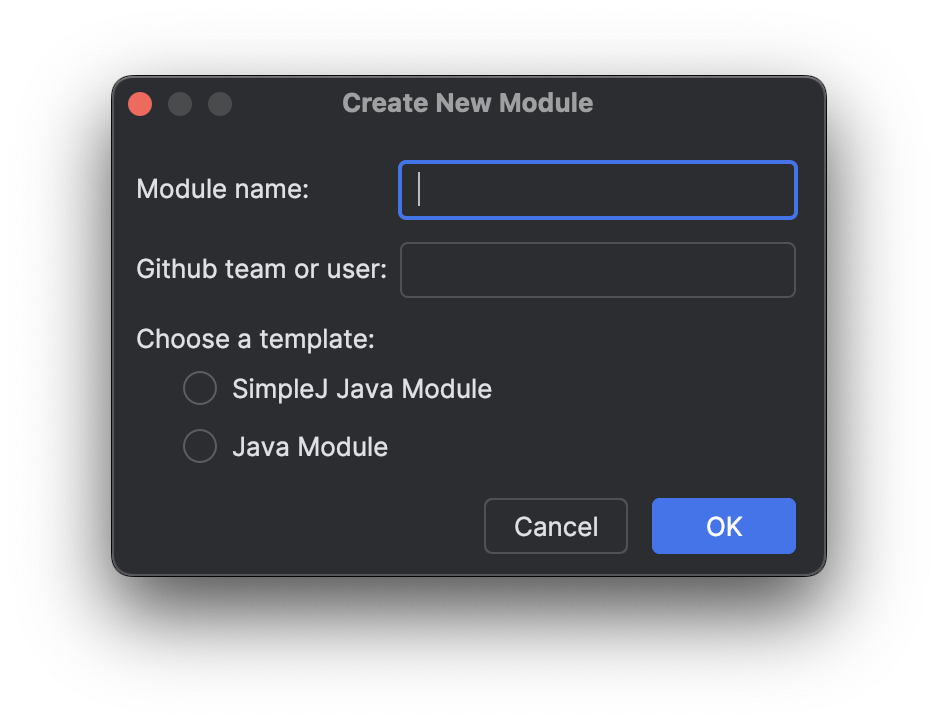 Create New Module
Module name:
Github team or user:
Choose a template:
SimpleJ Java Module
Java Module
Cancel
OK